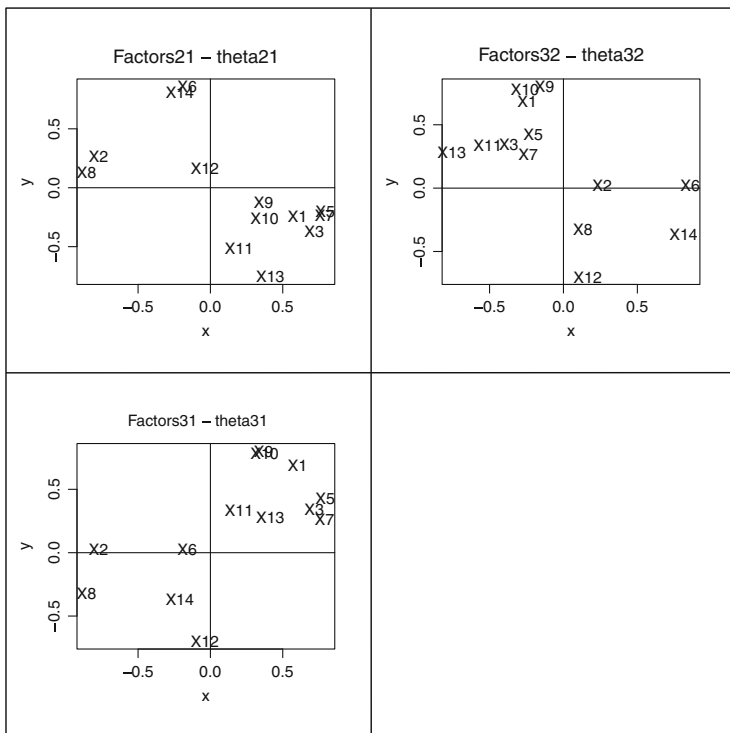 Factors21 – theta21
X6
X14
X2
X8
X12
X9
X10
X1
X5
X7
X3
X11
X13
0.5
0.0
−0.5
y
−0.5 0.0 0.5
x
Factors32 – theta32
X10 X9
X1
X5
X11 X3
X13
X7
X2
X6
X8
X14
X12
0.5
0.0
−0.5
y
−0.5 0.0 0.5
x
Factors31 – theta31
X9
X10
X1
X5
X11
X3
X13
X7
X2
X6
X8
X14
X12
0.5
0.0
−0.5
y
−0.5 0.0 0.5
x